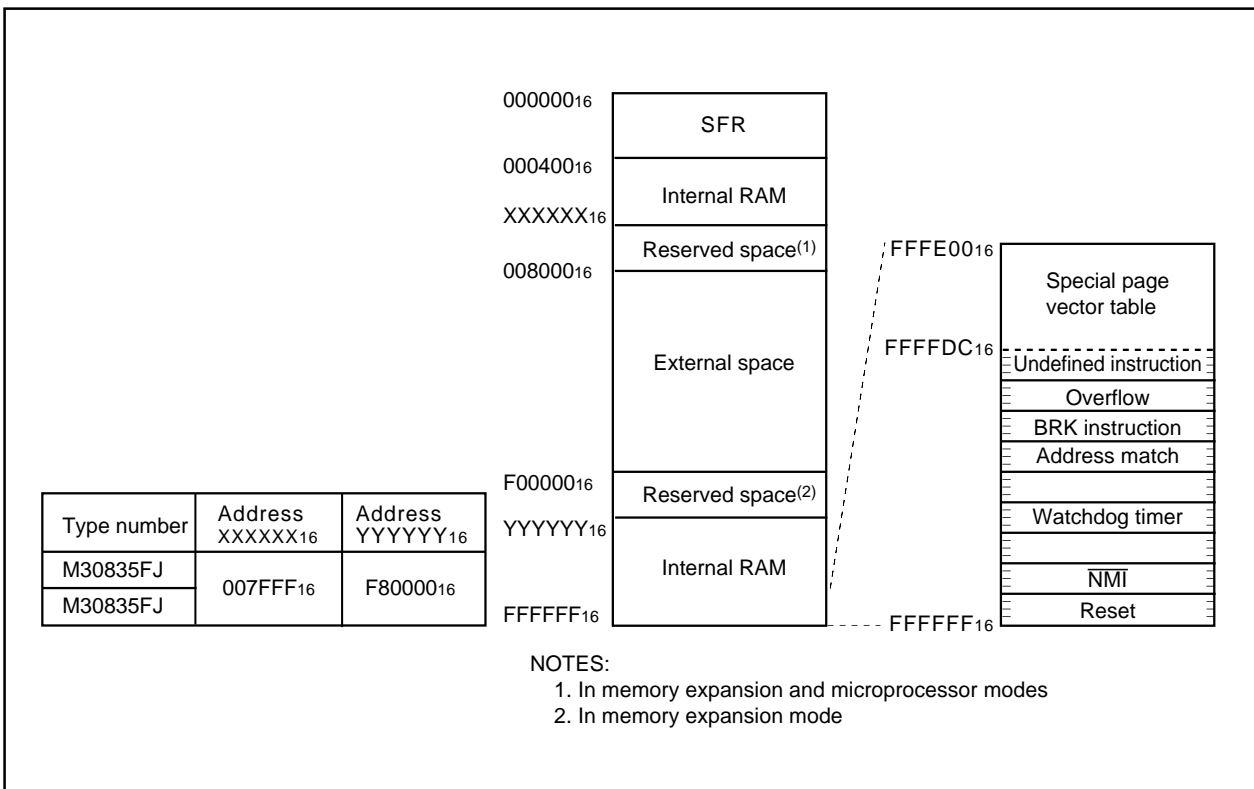 00000016
SFR
00040016
Internal RAM
XXXXXX16
Reserved space(1)
00800016
External space
F0000016
Reserved space(2)
YYYYYY16
Internal RAM
FFFFFF16
FFFE0016
Special page
vector table
FFFFDC16
Undefined instruction
Overflow
BRK instruction
Address match
Watchdog timer
NMI
Reset
FFFFFF16
Type number
Address
XXXXXX16
Address
YYYYYY16
M30835FJ
M30835FJ
007FFF16
F8000016
NOTES:
1. In memory expansion and microprocessor modes
2. In memory expansion mode